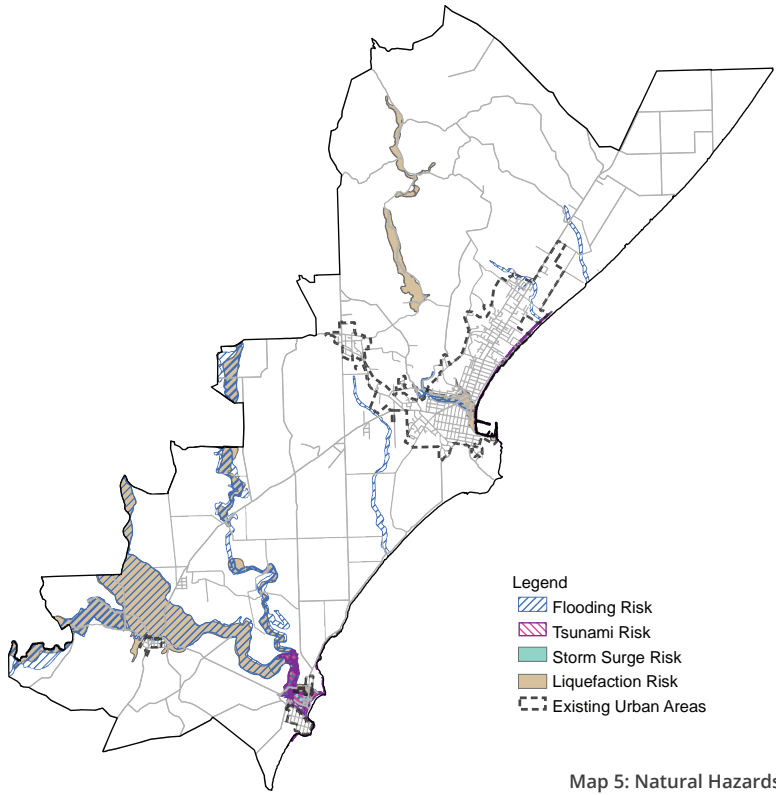 Legend
Flooding Risk
Tsunami Risk
Storm Surge Risk
Liquefaction Risk
Existing Urban Areas
Map 5: Natural Hazards